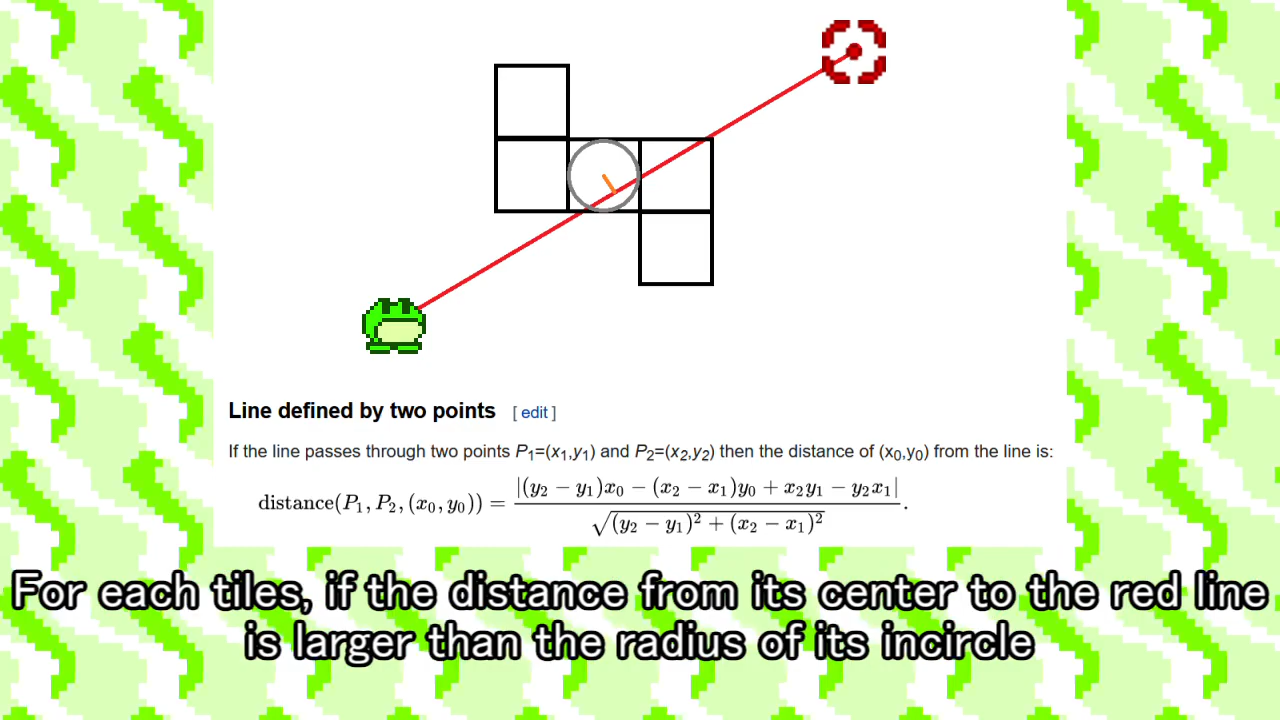 Line defined by two points [ edit ]
If the line passes through two points P₁=(x₁,y₁) and P₂=(x₂,y₂) then the distance of (x₀,y₀) from the line is:
distance(P₁, P₂, (x₀, y₀)) = |(y₂ − y₁)x₀ − (x₂ − x₁)y₀ + x₂y₁ − y₂x₁| / √((y₂ − y₁)² + (x₂ − x₁)²).
For each tiles, if the distance from its center to the red line
is larger than the radius of its incircle